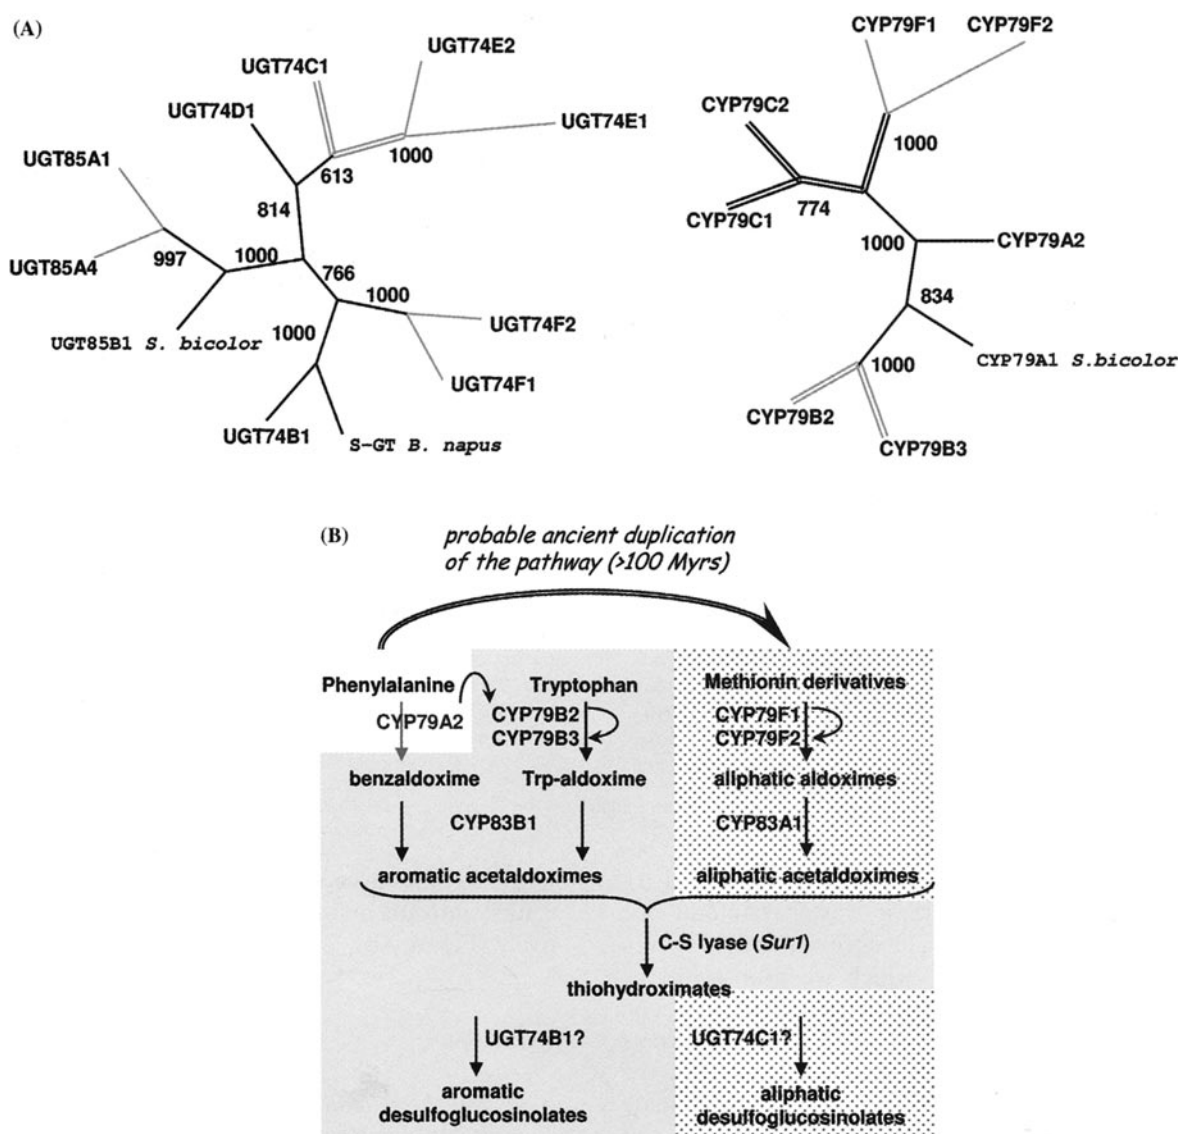 (A)
UGT74C1
UGT74E2
UGT74D1
UGT74E1
1000
613
UGT85A1
814
UGT85A4
997
1000
766
1000
UGT74F2
UGT85B1 S. bicolor
1000
UGT74F1
UGT74B1
S-GT B. napus
CYP79F1
CYP79F2
CYP79C2
1000
CYP79C1
774
1000
CYP79A2
834
CYP79A1 S.bicolor
1000
CYP79B2
CYP79B3
(B)
probable ancient duplication
of the pathway (>100 Myrs)
Phenylalanine
Tryptophan
Methionin derivatives
CYP79A2
CYP79B2
CYP79B3
CYP79F1
CYP79F2
benzaldoxime
Trp-aldoxime
aliphatic aldoximes
CYP83B1
CYP83A1
aromatic acetaldoximes
aliphatic acetaldoximes
C-S lyase (Sur1)
thiohydroximates
UGT74B1?
UGT74C1?
aromatic
desulfoglucosinolates
aliphatic
desulfoglucosinolates